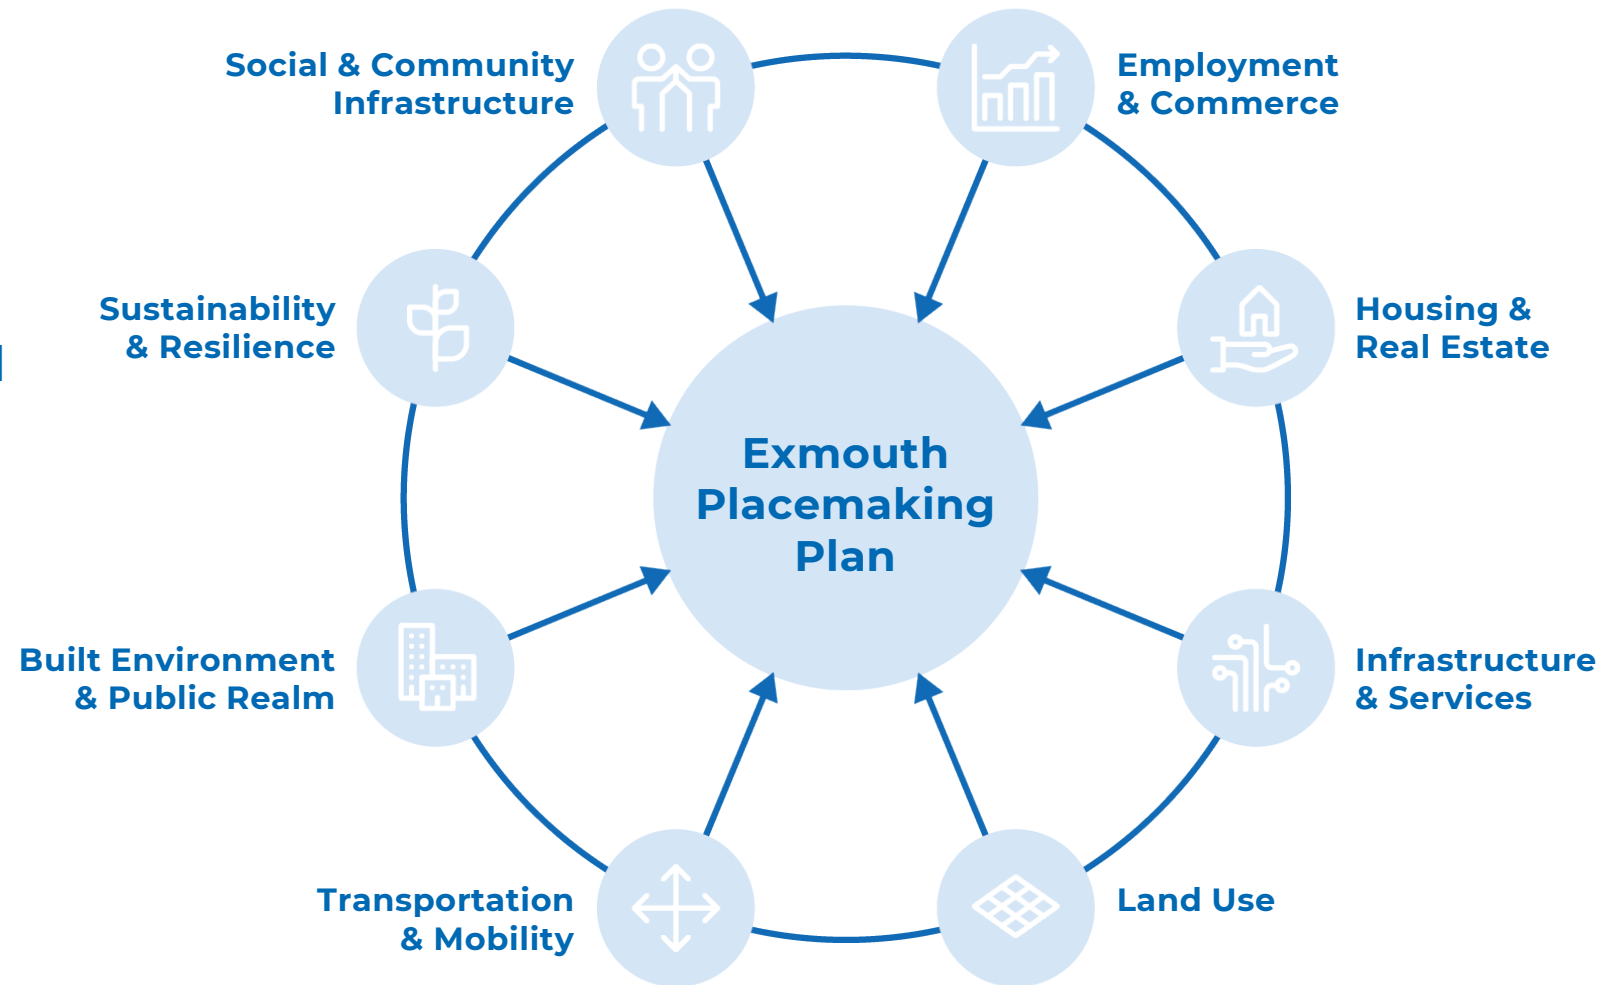 Social & Community
Infrastructure
Employment
& Commerce
Sustainability
& Resilience
Housing &
Real Estate
Exmouth
Placemaking
Plan
Built Environment
& Public Realm
Infrastructure
& Services
Transportation
& Mobility
Land Use